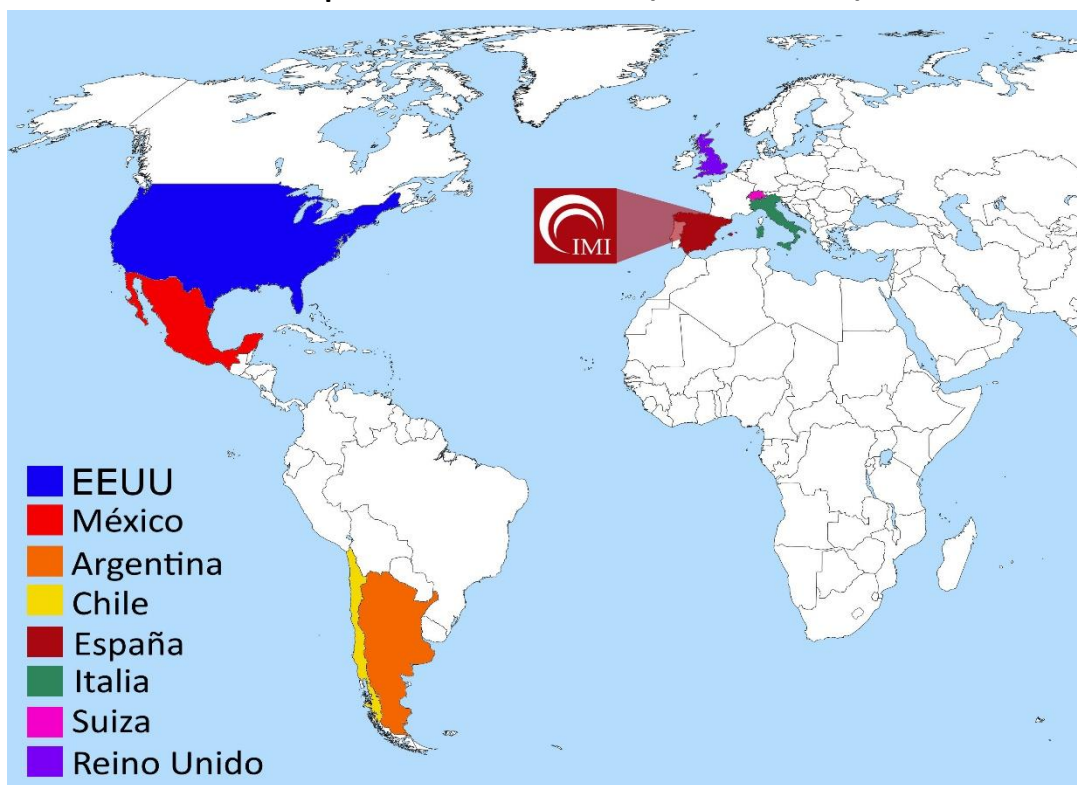 IMI
EEUU
México
Argentina
Chile
España
Italia
Suiza
Reino Unido